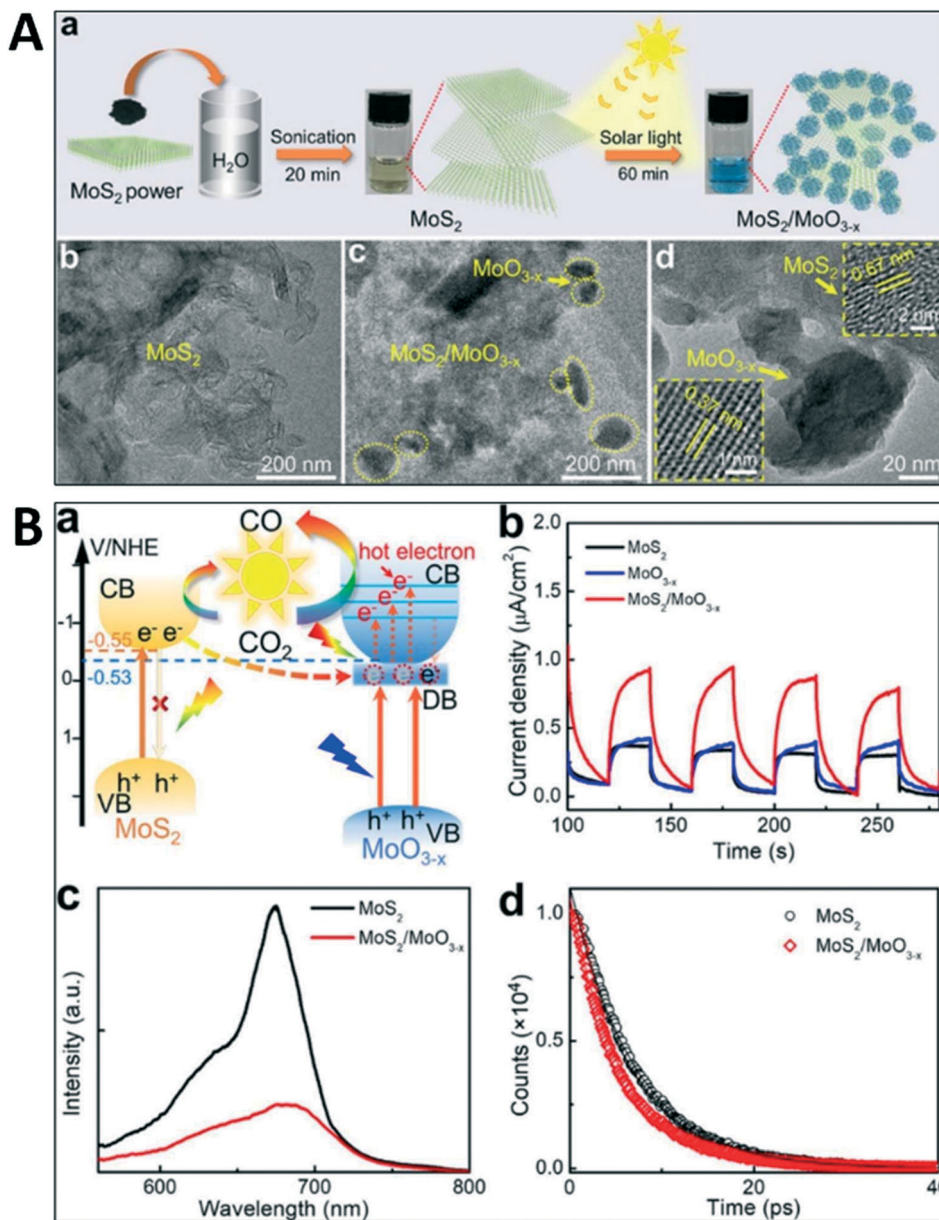 A
a
H₂O
MoS₂ power
Sonication
20 min
MoS₂
Solar light
60 min
MoS₂/MoO₃₋ₓ
b
MoS₂
200 nm
c
MoO₃₋ₓ
MoS₂/MoO₃₋ₓ
200 nm
d
MoS₂
0.67 nm
2 nm
MoO₃₋ₓ
0.37 nm
1 nm
20 nm
B
a
V/NHE
CO
CO₂
hot electron
CB
e⁻ e⁻
-1
-0.55
-0.53
0
1
h⁺ h⁺
VB
MoS₂
CB
e⁻
e⁻
e⁻
e⁻ e⁻ e⁻
DB
h⁺ h⁺
VB
MoO₃₋ₓ
b
Current density (µA/cm²)
2.0
1.5
1.0
0.5
0.0
MoS₂
MoO₃₋ₓ
MoS₂/MoO₃₋ₓ
100 150 200 250
Time (s)
c
Intensity (a.u.)
MoS₂
MoS₂/MoO₃₋ₓ
600 700 800
Wavelength (nm)
d
Counts (×10⁴)
1.0
0.5
0.0
MoS₂
MoS₂/MoO₃₋ₓ
0 20 40
Time (ps)